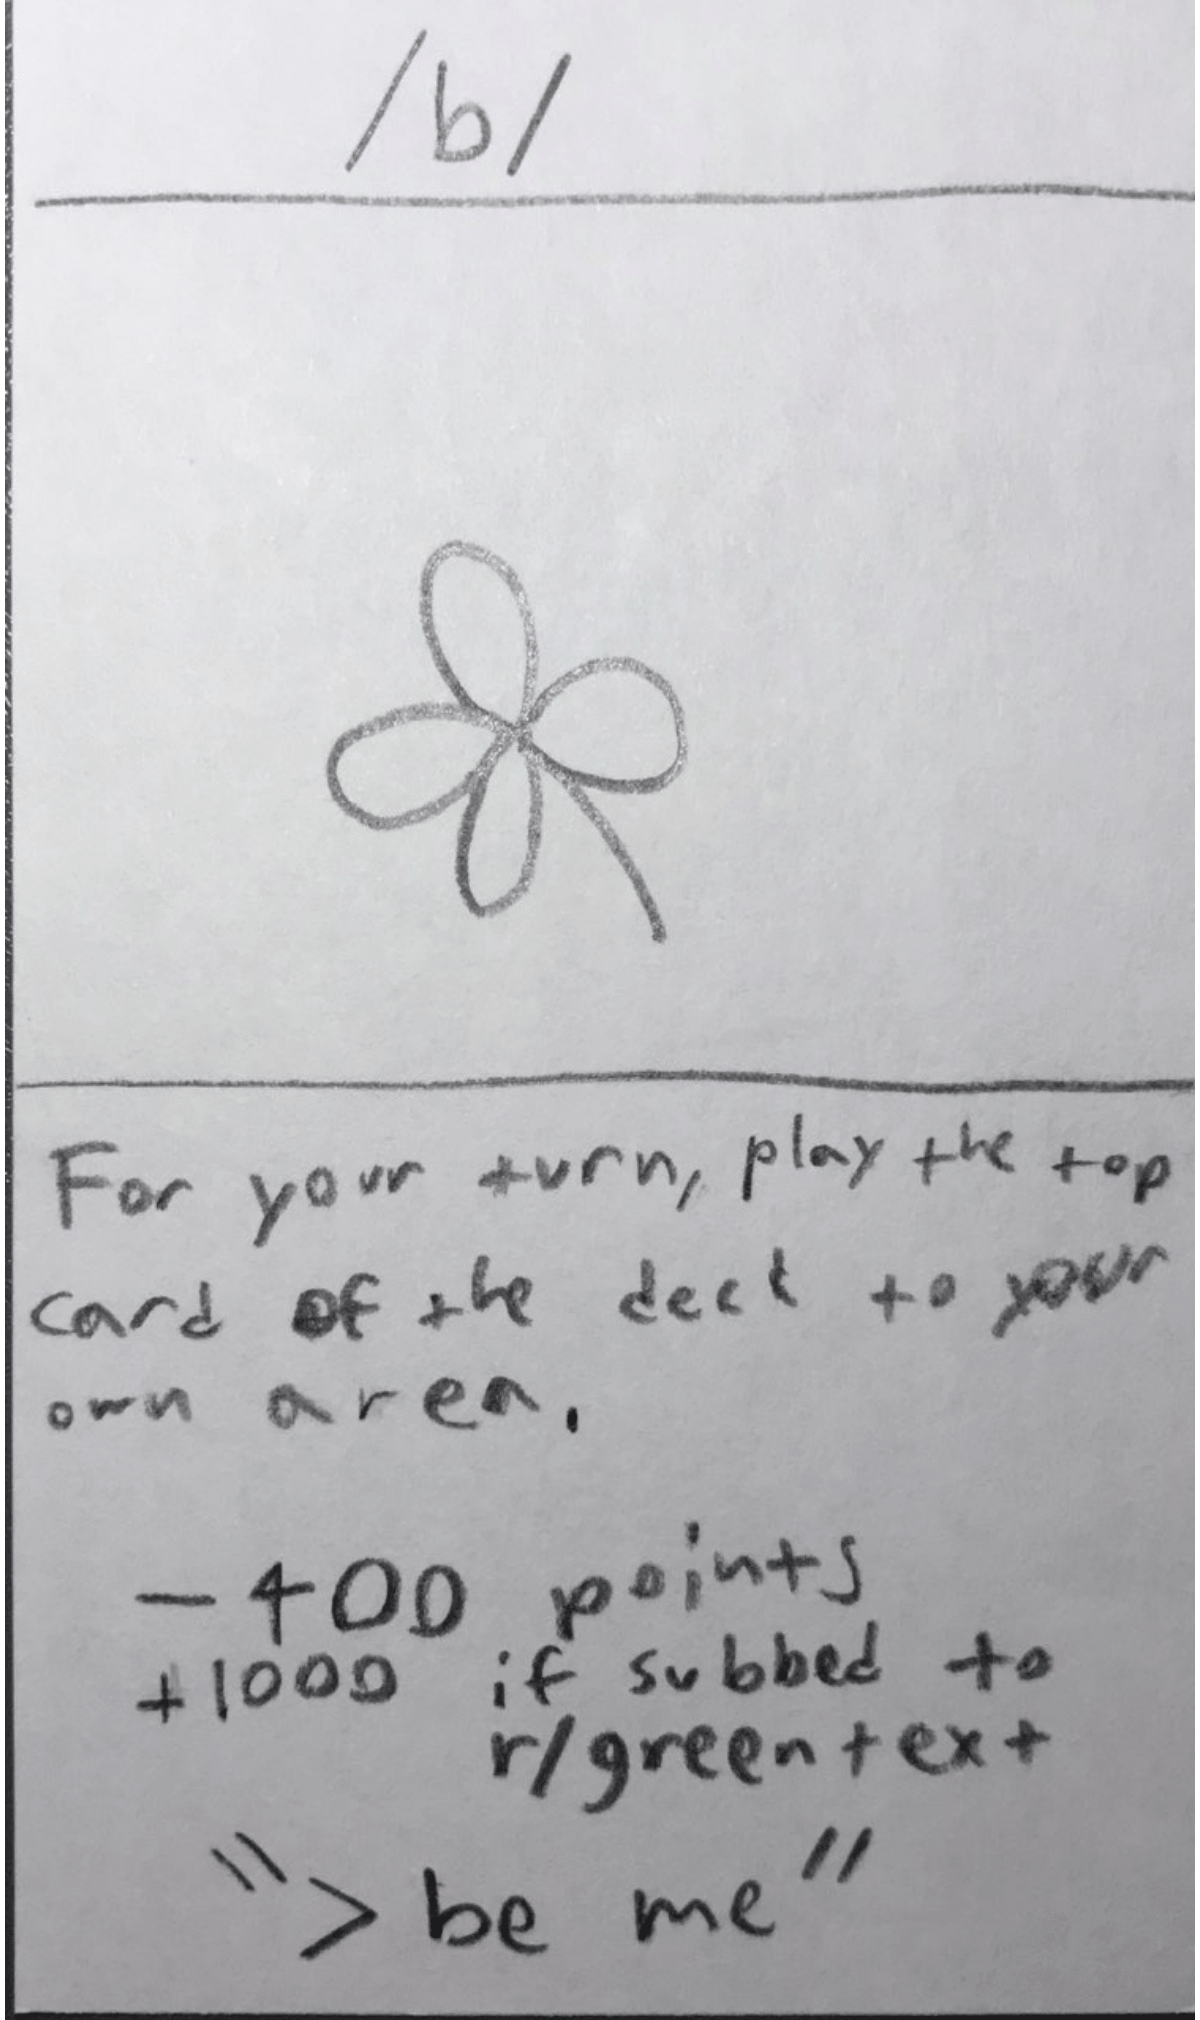 /b/
For your turn, play the top
card of the deck to your
own area.
-400 points
+1000 if subbed to
r/greentext
">be me"